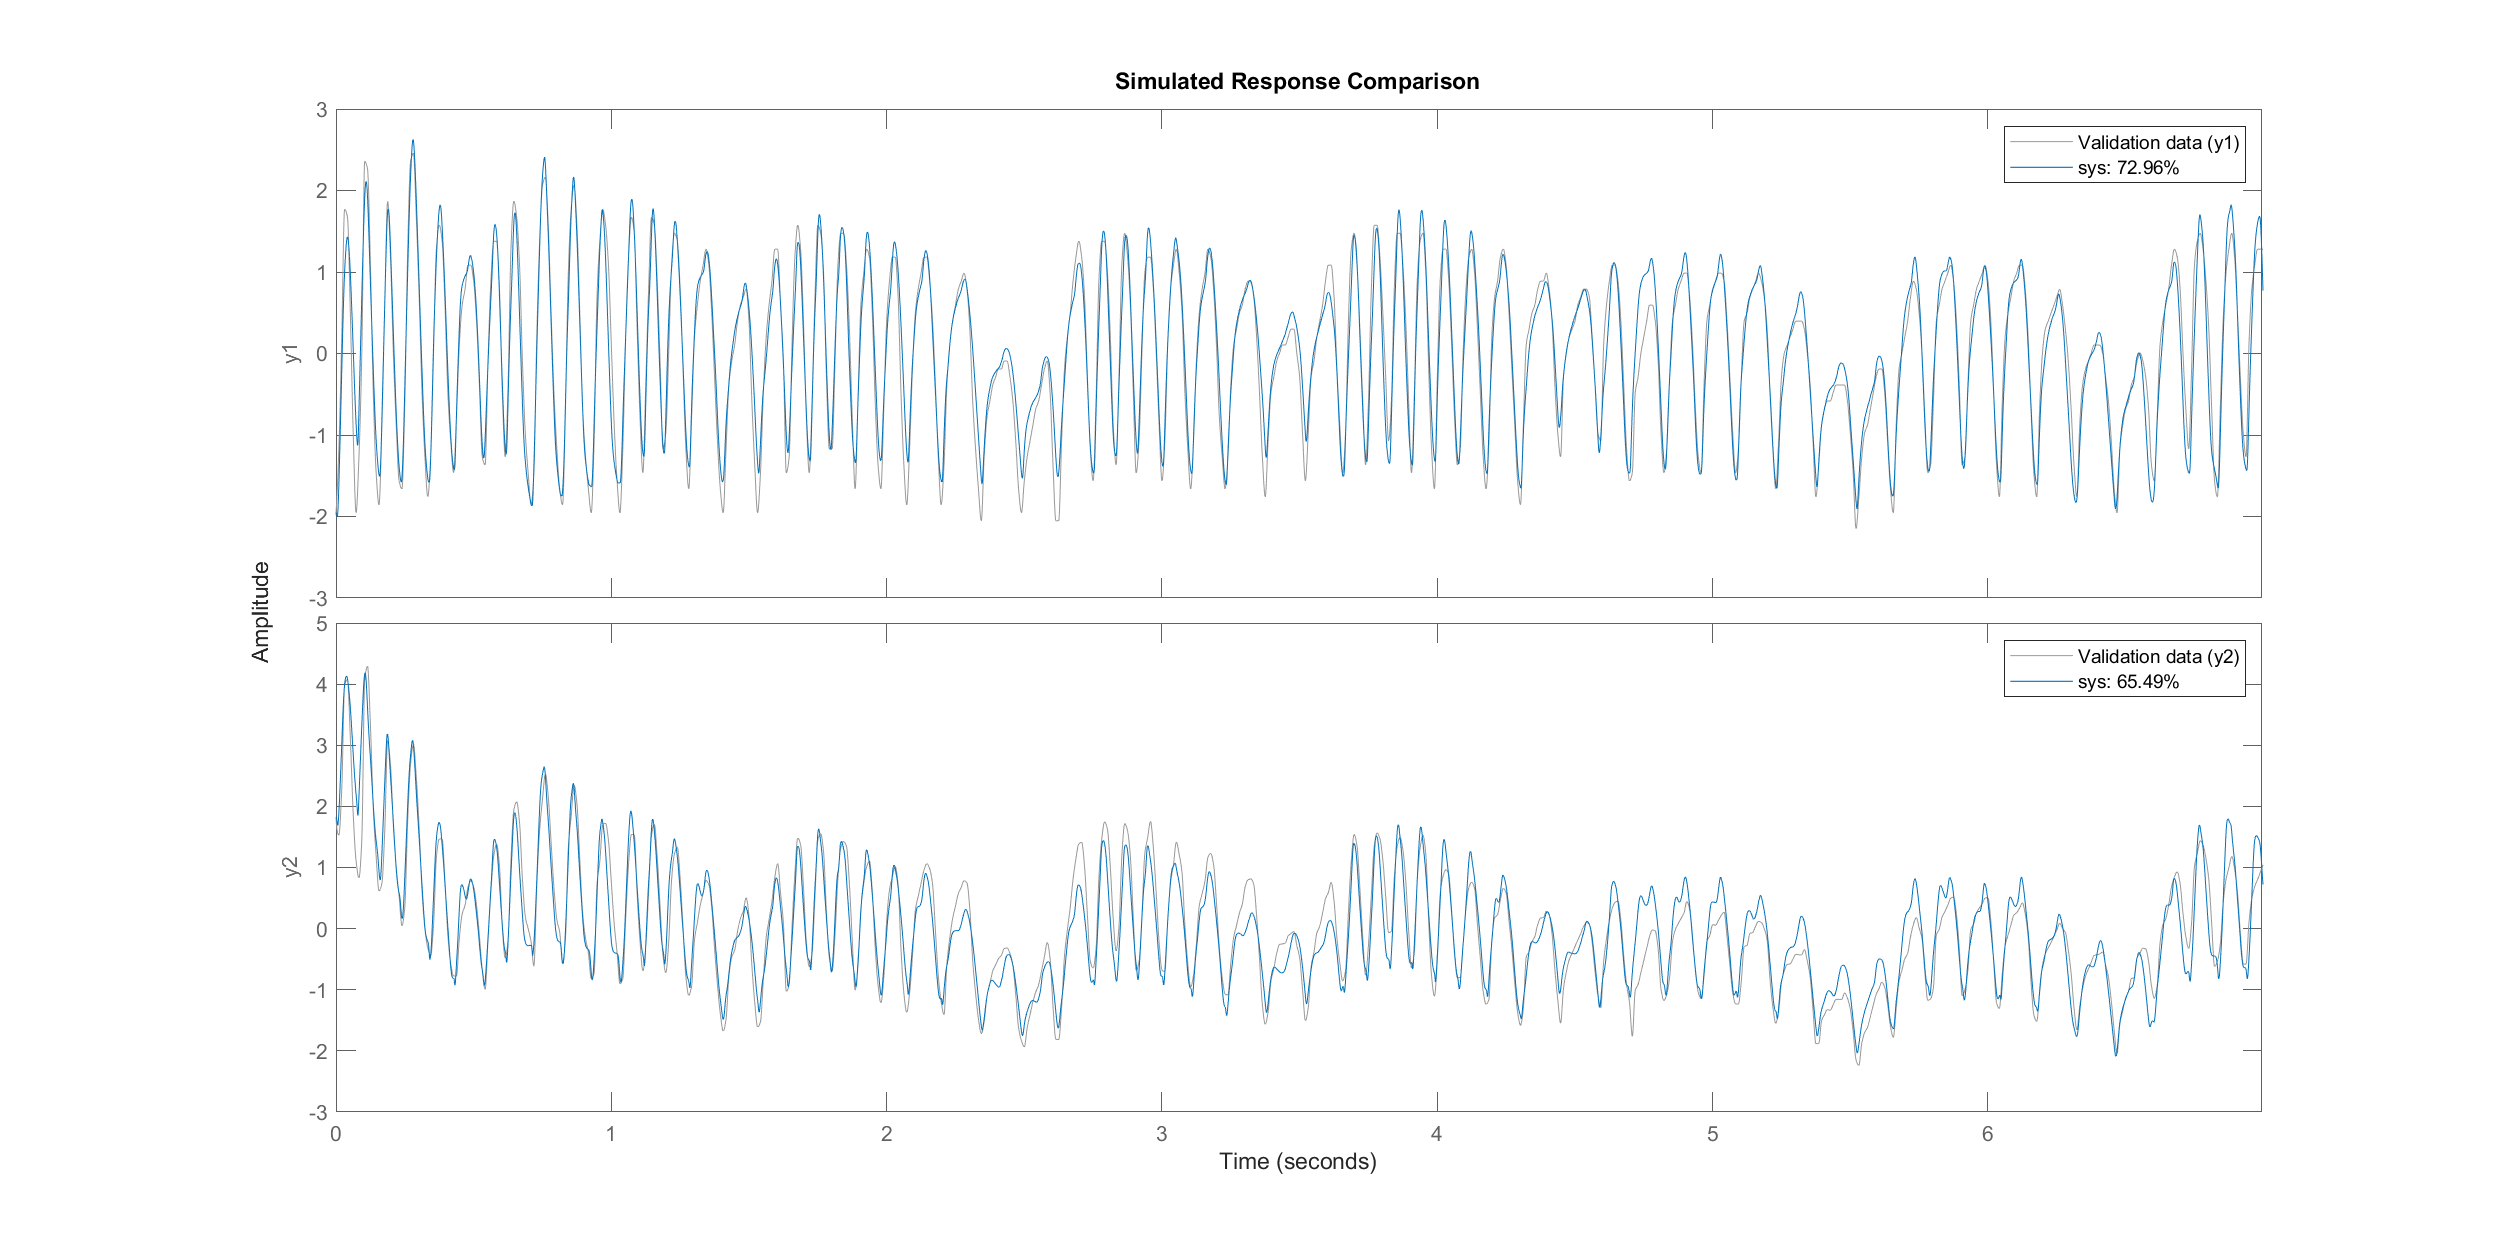 Simulated Response Comparison
3
2
1
0
-1
-2
-3
y1
Validation data (y1)
sys: 72.96%
Amplitude
5
4
3
2
1
0
-1
-2
-3
y2
Validation data (y2)
sys: 65.49%
0 1 2 3 4 5 6
Time (seconds)